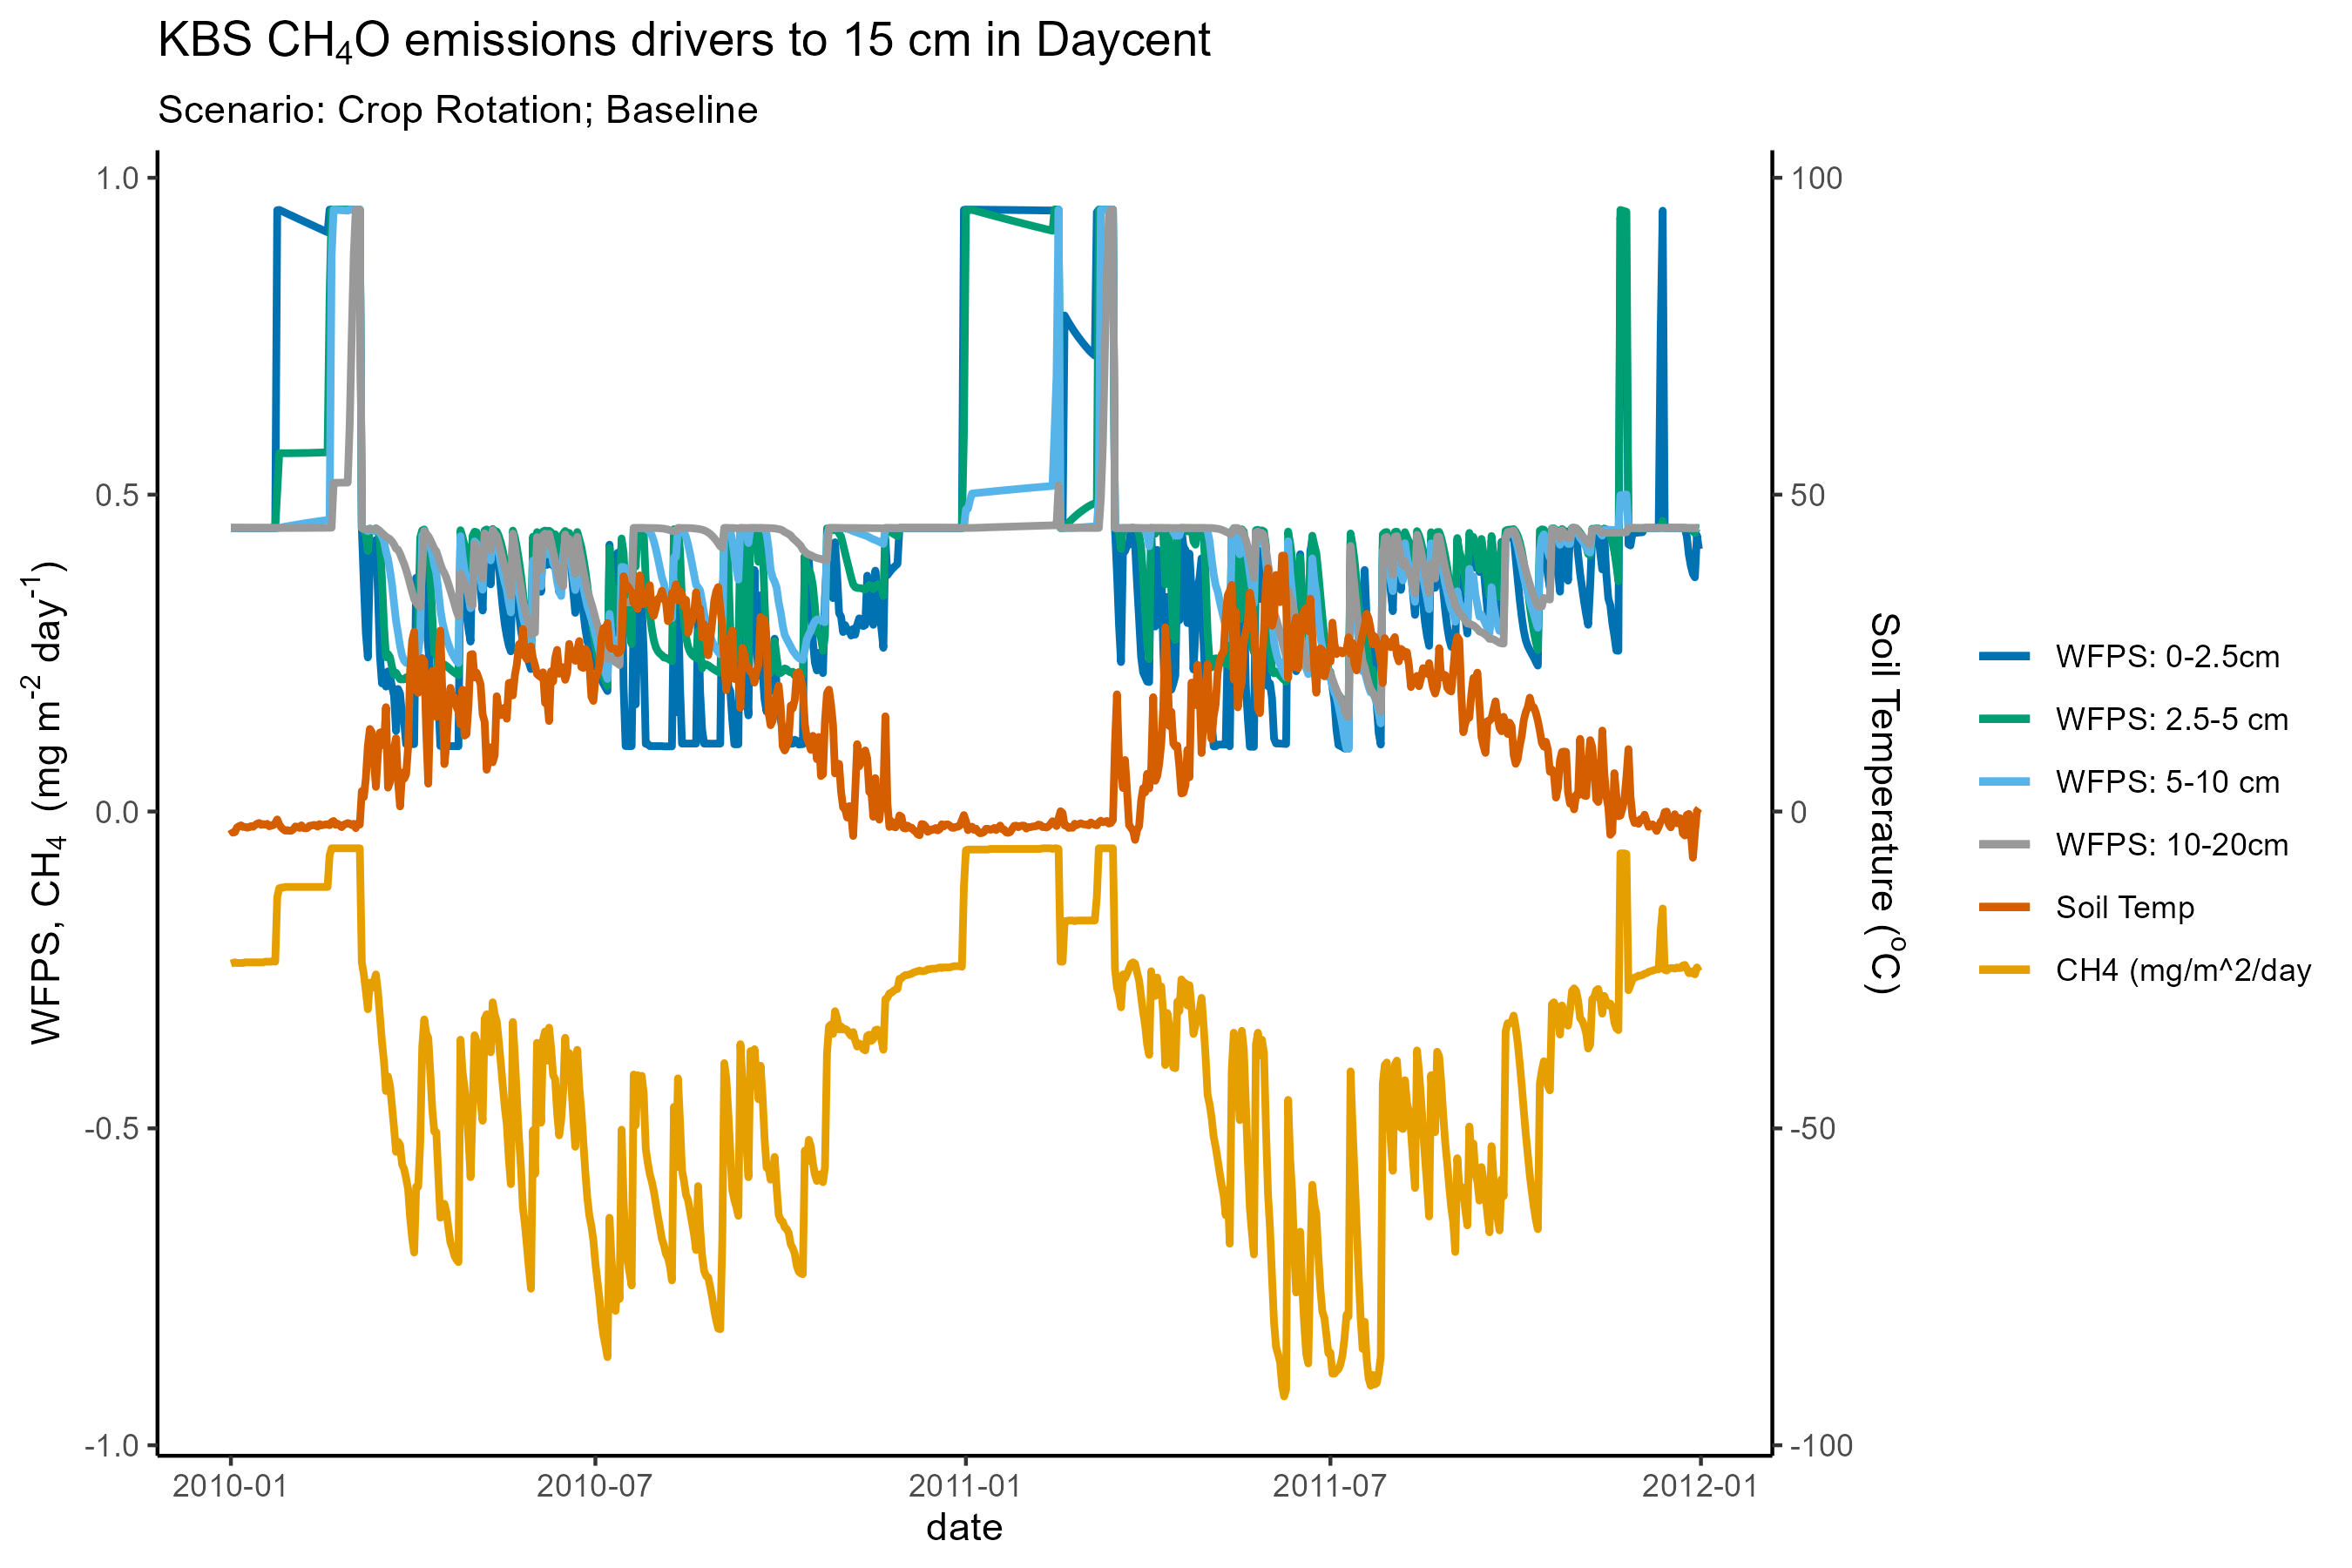 KBS CH₄O emissions drivers to 15 cm in Daycent
Scenario: Crop Rotation; Baseline
WFPS, CH₄ (mg m⁻² day⁻¹)
1.0
0.5
0.0
-0.5
-1.0
100
50
0
-50
-100
Soil Temperature (⁰C)
2010-01
2010-07
2011-01
2011-07
2012-01
date
WFPS: 0-2.5cm
WFPS: 2.5-5 cm
WFPS: 5-10 cm
WFPS: 10-20cm
Soil Temp
CH4 (mg/m^2/day